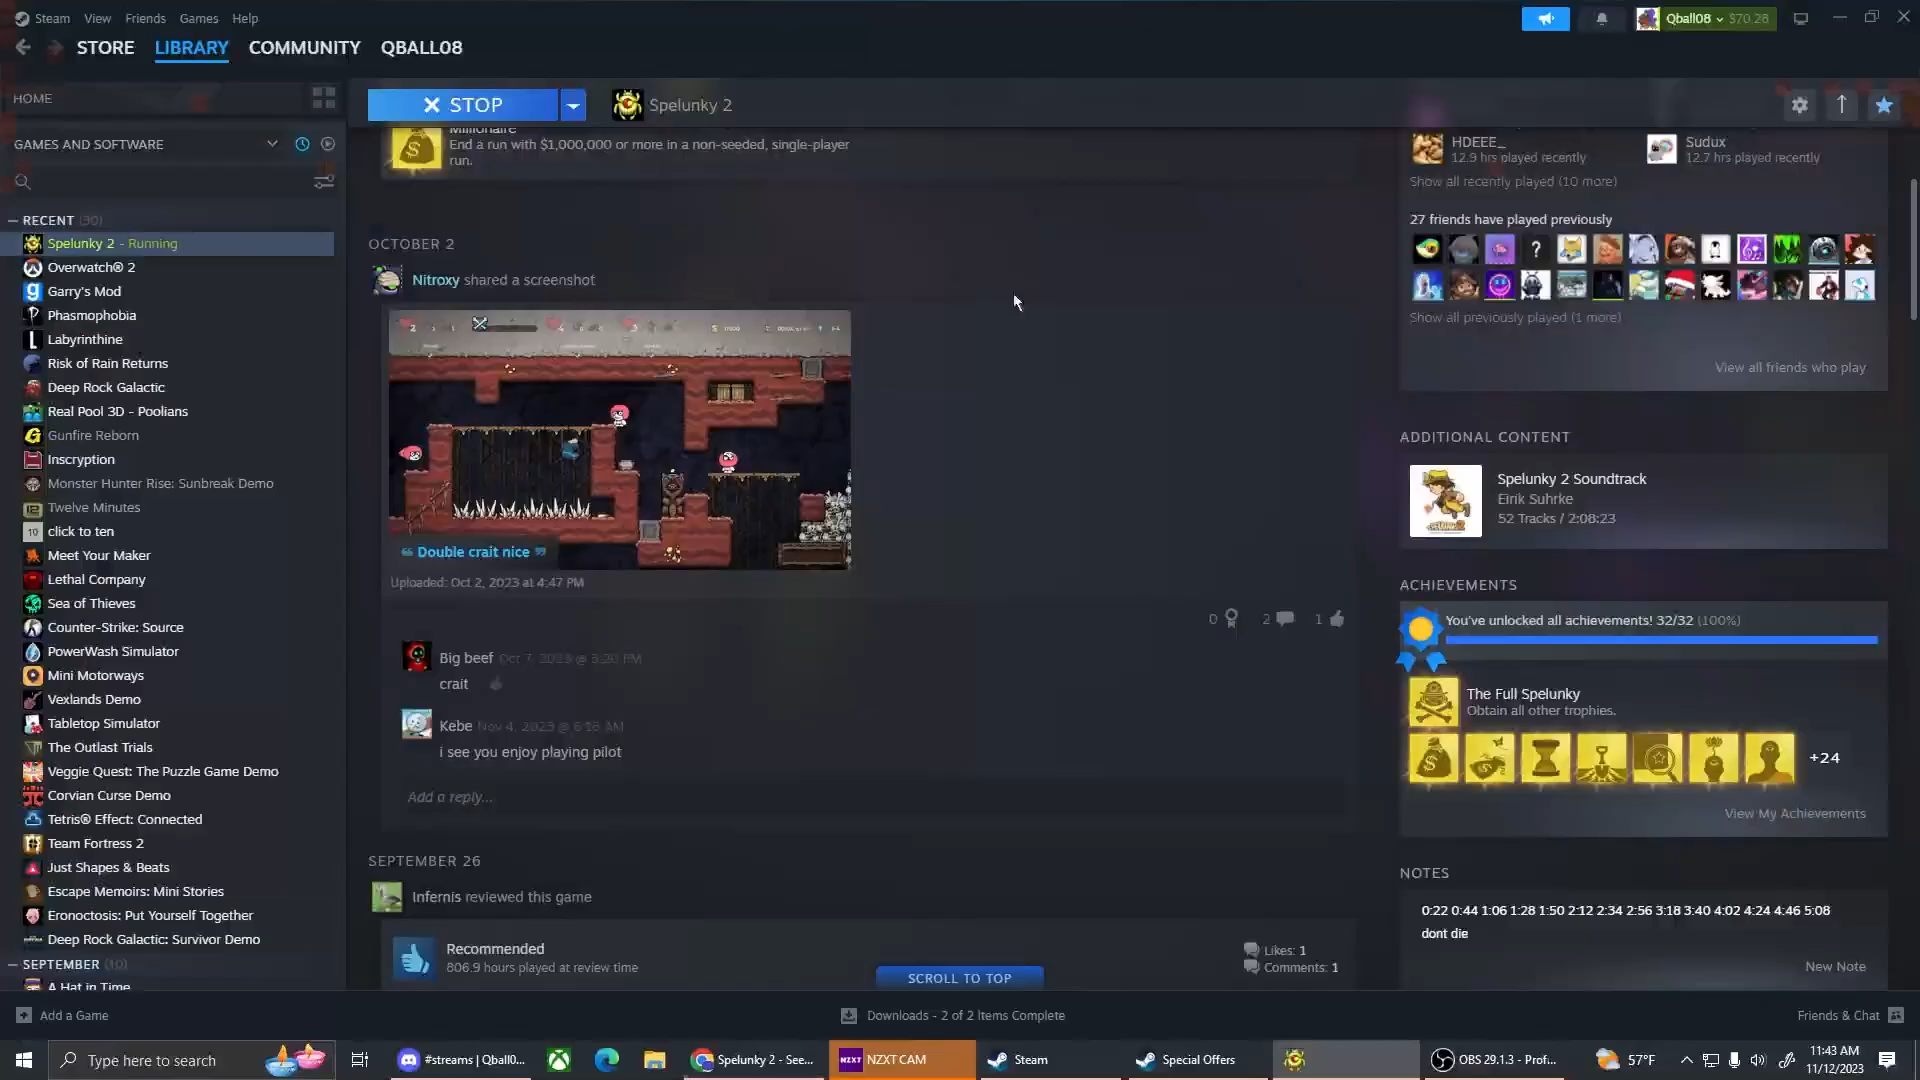 Steam View Friends Games Help
Qball08 $70.28
STORE LIBRARY COMMUNITY QBALL08
HOME
STOP
Spelunky 2
GAMES AND SOFTWARE
RECENT (30)
Spelunky 2 - Running
Overwatch® 2
Garry's Mod
Phasmophobia
Labyrinthine
Risk of Rain Returns
Deep Rock Galactic
Real Pool 3D - Poolians
Gunfire Reborn
Inscryption
Monster Hunter Rise: Sunbreak Demo
Twelve Minutes
click to ten
Meet Your Maker
Lethal Company
Sea of Thieves
Counter-Strike: Source
PowerWash Simulator
Mini Motorways
Vexlands Demo
Tabletop Simulator
The Outlast Trials
Veggie Quest: The Puzzle Game Demo
Corvian Curse Demo
Tetris® Effect: Connected
Team Fortress 2
Just Shapes & Beats
Escape Memoirs: Mini Stories
Eronoctosis: Put Yourself Together
Deep Rock Galactic: Survivor Demo
SEPTEMBER (10)
A Hat in Time
Millionaire
End a run with $1,000,000 or more in a non-seeded, single-player
run.
OCTOBER 2
Nitroxy shared a screenshot
Double crait nice
Uploaded: Oct 2, 2023 at 4:47 PM
0 2 1
Big beef Oct 7, 2023 @ 3:20 PM
crait
Kebe Nov 4, 2023 @ 6:15 AM
i see you enjoy playing pilot
Add a reply...
SEPTEMBER 26
Infernis reviewed this game
Recommended
806.9 hours played at review time
Likes: 1
Comments: 1
SCROLL TO TOP
HDEEE_
12.9 hrs played recently
Sudux
12.7 hrs played recently
Show all recently played (10 more)
27 friends have played previously
Show all previously played (1 more)
View all friends who play
ADDITIONAL CONTENT
Spelunky 2 Soundtrack
Eirik Suhrke
52 Tracks / 2:08:23
ACHIEVEMENTS
You've unlocked all achievements! 32/32 (100%)
The Full Spelunky
Obtain all other trophies.
+24
View My Achievements
NOTES
0:22 0:44 1:06 1:28 1:50 2:12 2:34 2:56 3:18 3:40 4:02 4:24 4:46 5:08
dont die
New Note
Add a Game
Downloads - 2 of 2 Items Complete
Friends & Chat
Type here to search
#streams | Qball0...
Spelunky 2 - See...
NZXT CAM
Steam
Special Offers
OBS 29.1.3 - Prof...
57°F
11:43 AM
11/12/2023